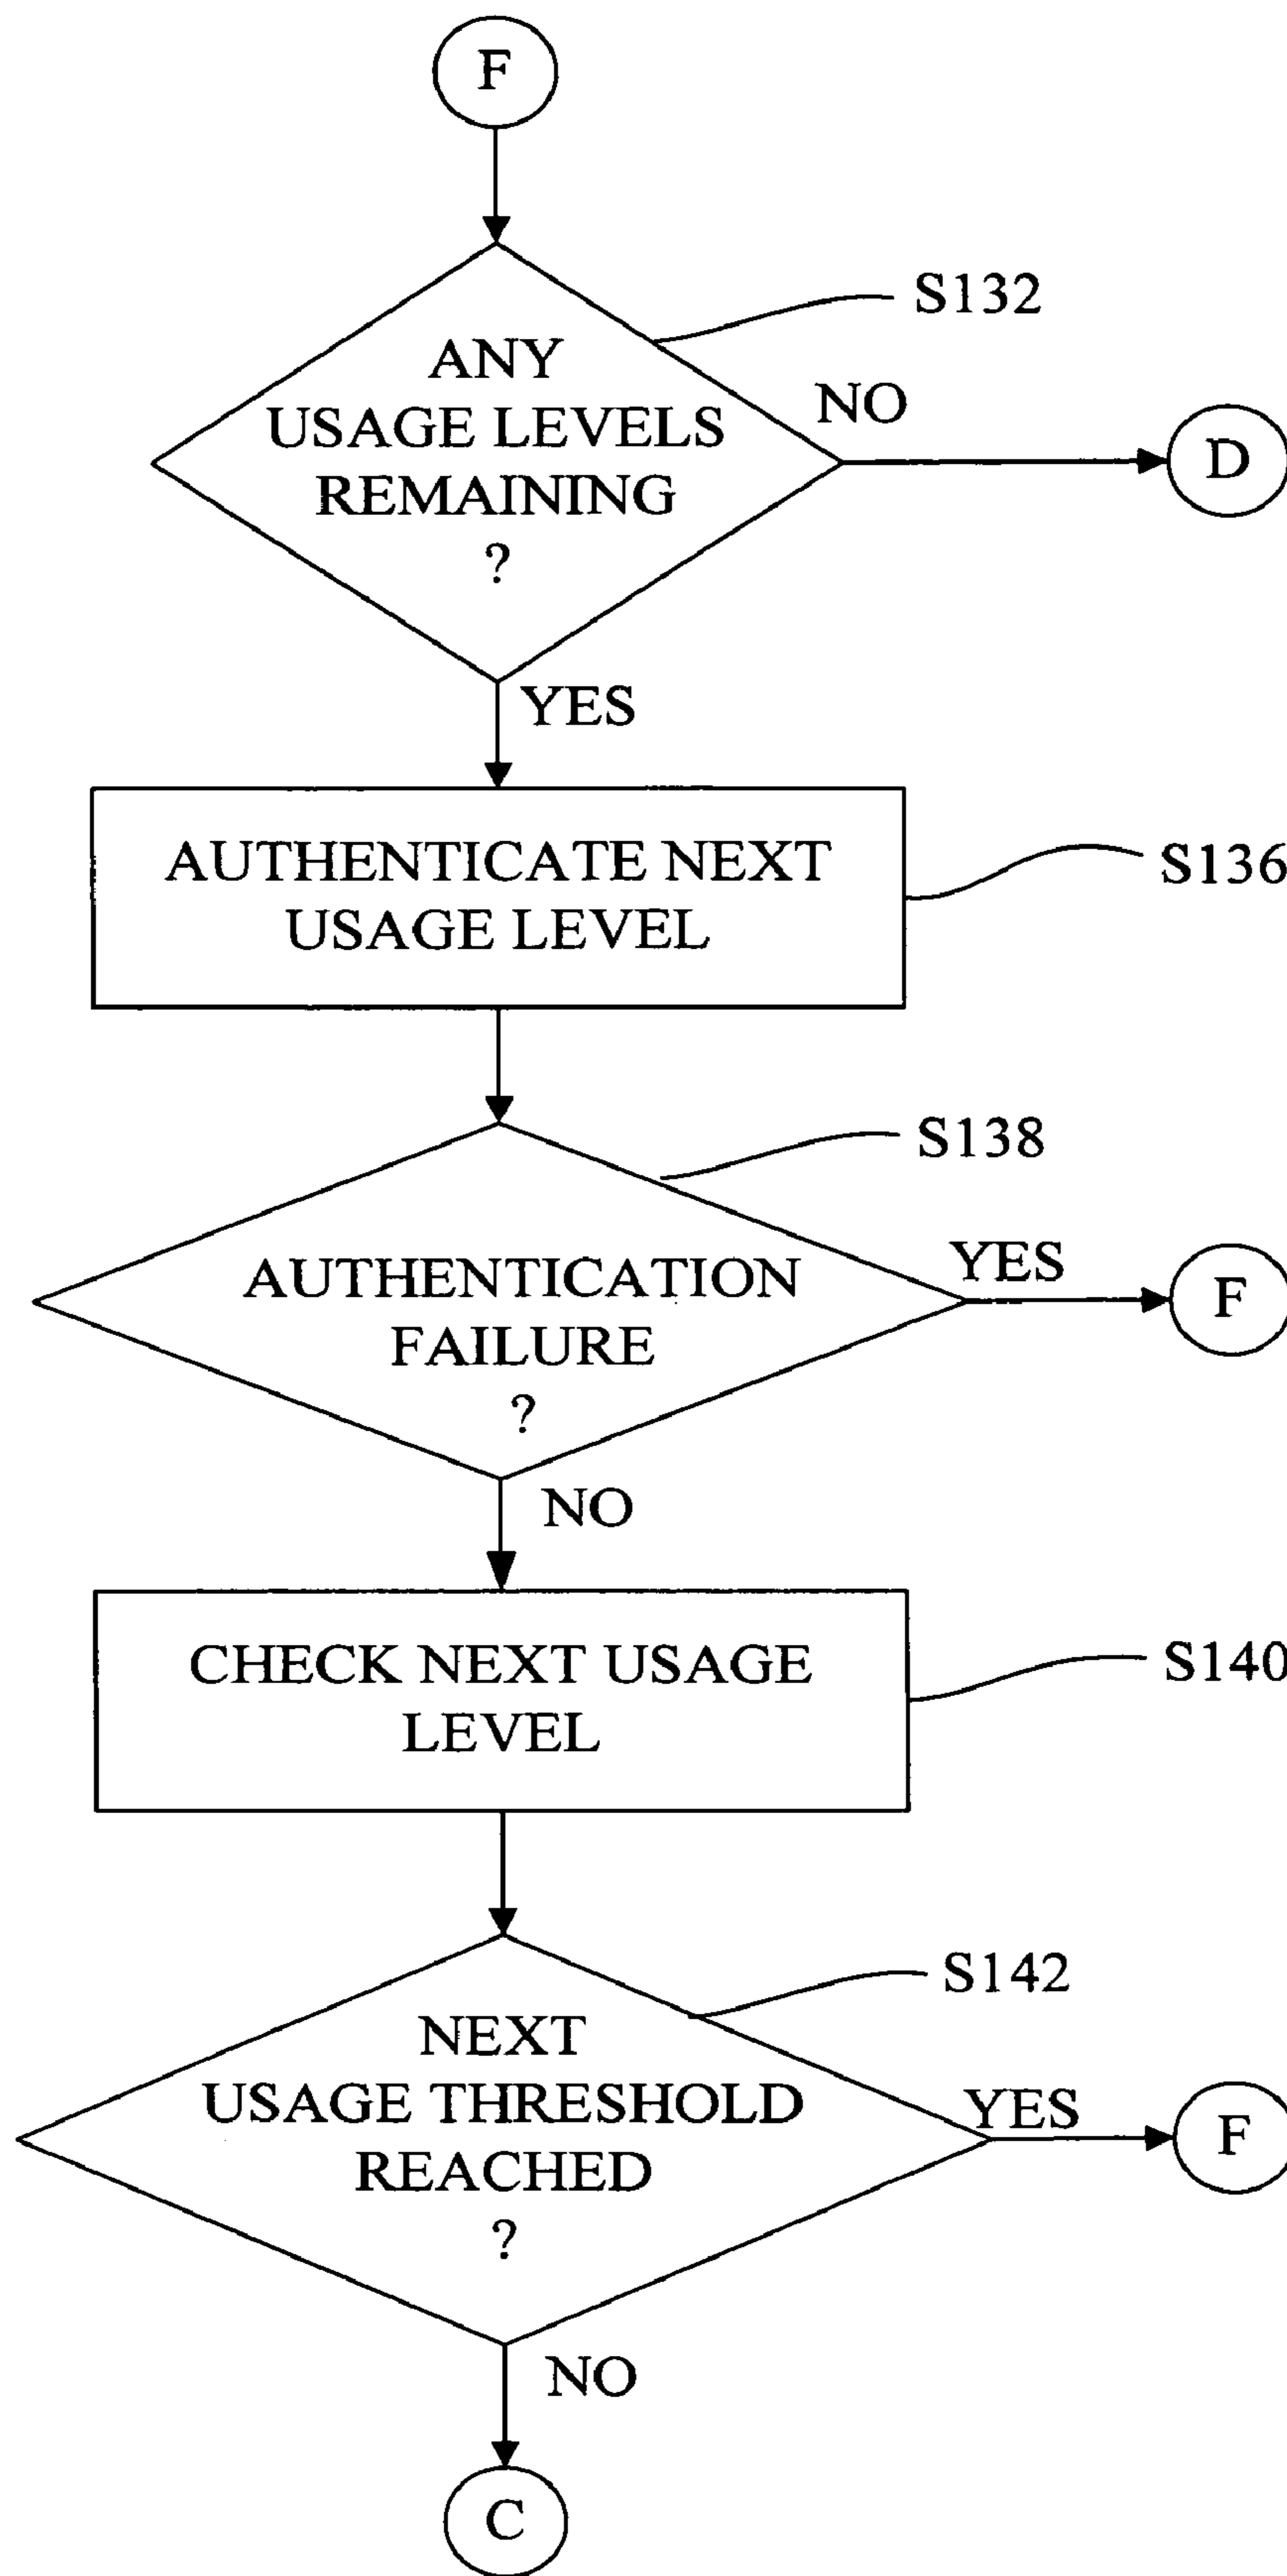 F
S132
ANY
USAGE LEVELS
REMAINING
?
NO
D
YES
AUTHENTICATE NEXT
USAGE LEVEL
S136
S138
AUTHENTICATION
FAILURE
?
YES
F
NO
CHECK NEXT USAGE
LEVEL
S140
S142
NEXT
USAGE THRESHOLD
REACHED
?
YES
F
NO
C